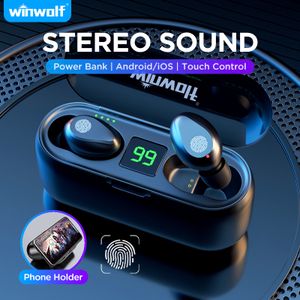 winwolf
STEREO SOUND
Power Bank | Android/iOS | Touch Control
99
Phone Holder